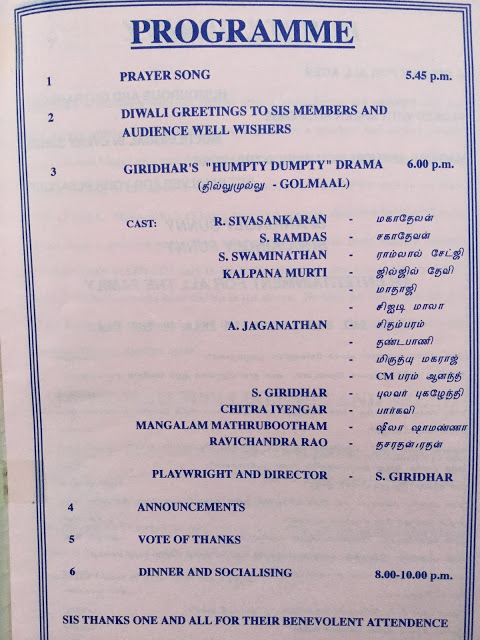 PROGRAMME
1 PRAYER SONG 5.45 p.m.
2 DIWALI GREETINGS TO SIS MEMBERS AND
AUDIENCE WELL WISHERS
3 GIRIDHAR'S "HUMPTY DUMPTY" DRAMA 6.00 p.m.
(தில்லுமுல்லு - GOLMAAL)
CAST: R. SIVASANKARAN - மகாதேவன்
S. RAMDAS - சகாதேவன்
S. SWAMINATHAN - ராம்லால் சேட்ஜி
KALPANA MURTI - ஜில்ஜில் தேவி
மாதாஜி
சிஐடி மாலா
A. JAGANATHAN - சிதம்பரம்
- தண்டபாணி
- மிருத்யு மகராஜ்
- CM பரம் ஆனந்த்
S. GIRIDHAR - புலவர் புகழேந்தி
CHITRA IYENGAR - பார்கவி
MANGALAM MATHRUBOOTHAM - ஷீலா ஷாமண்ணா
RAVICHANDRA RAO - தசரதன்/ரதன்
PLAYWRIGHT AND DIRECTOR - S. GIRIDHAR
4 ANNOUNCEMENTS
5 VOTE OF THANKS
6 DINNER AND SOCIALISING 8.00-10.00 p.m.
SIS THANKS ONE AND ALL FOR THEIR BENEVOLENT ATTENDENCE